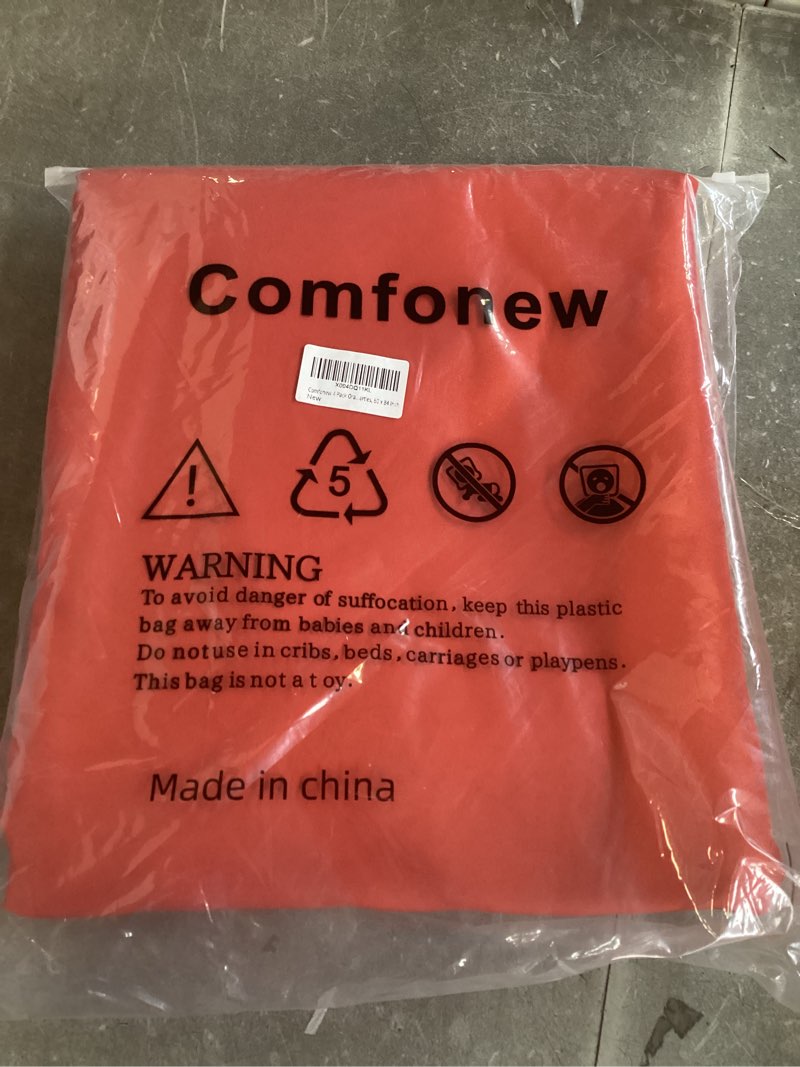 Comfonew
New
5
WARNING
To avoid danger of suffocation, keep this plastic
bag away from babies and children.
Do notuse in cribs, beds, carriages or playpens.
This bag is not a t oy.
Made in china